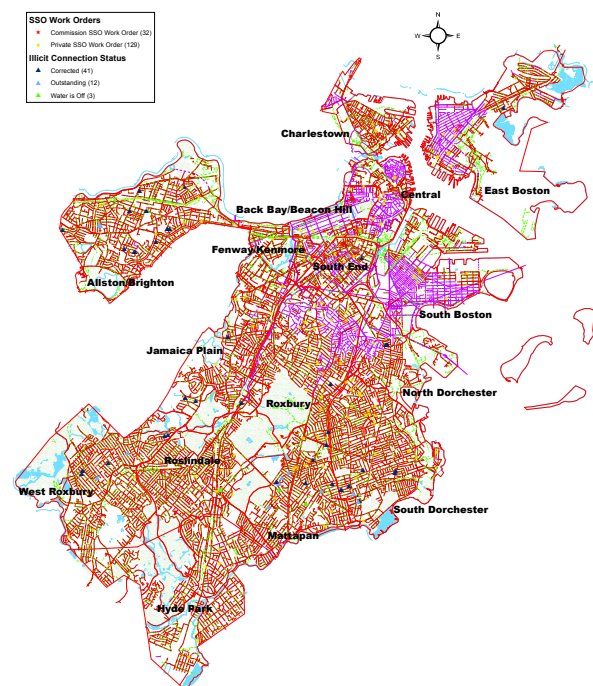 SSO Work Orders
Commission SSO Work Order (32)
Private SSO Work Order (129)
Illicit Connection Status
Corrected (41)
Outstanding (12)
Water is Off (3)
N
W E
S
Charlestown
East Boston
Central
Back Bay/Beacon Hill
Fenway/Kenmore
South End
Allston/Brighton
South Boston
Jamaica Plain
North Dorchester
Roxbury
Roslindale
West Roxbury
South Dorchester
Mattapan
Hyde Park